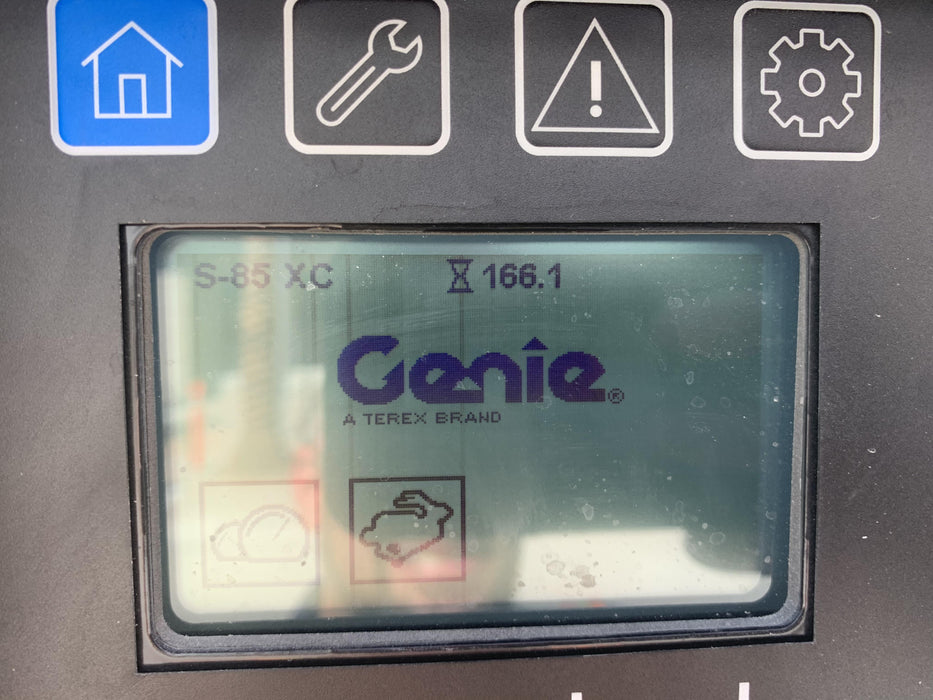 S-85 XC 166.1
Genie®
A TEREX BRAND